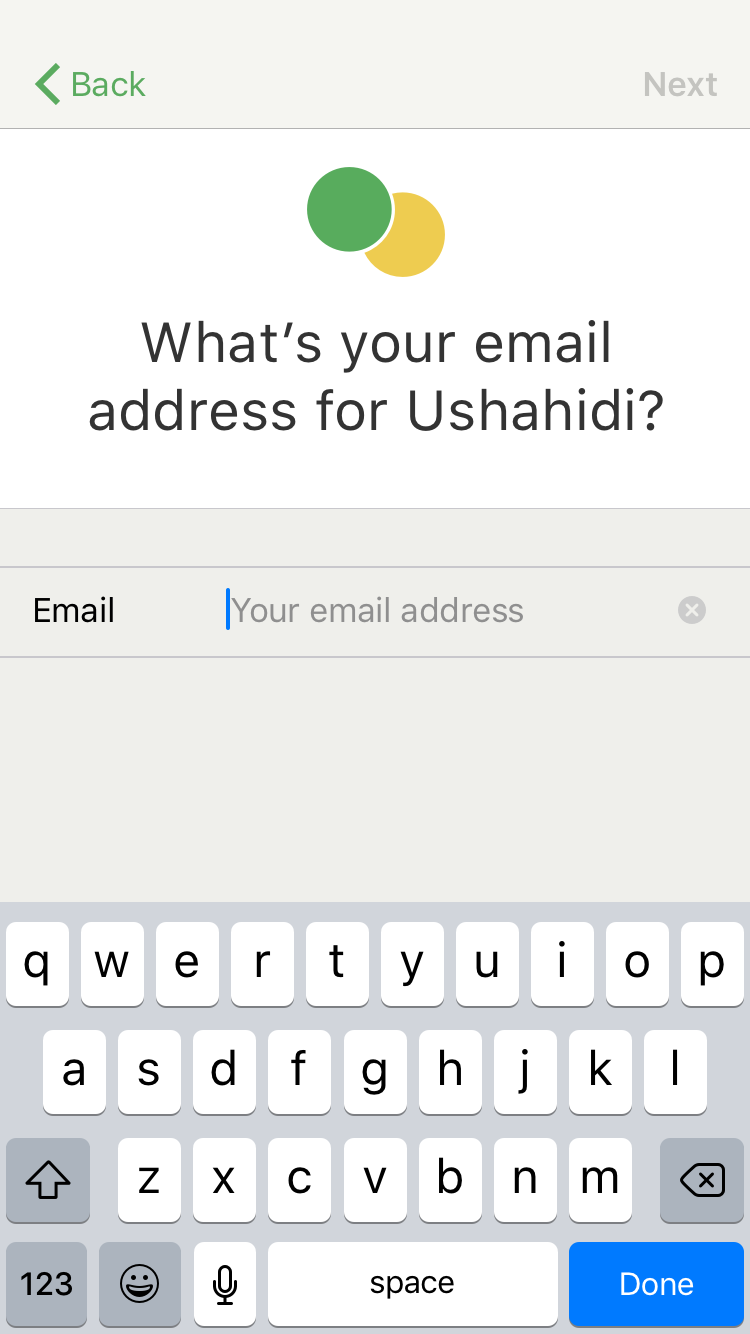 Back
Next
What’s your email
address for Ushahidi?
Email
Your email address
q w e r t y u i o p
a s d f g h j k l
z x c v b n m
123
space
Done